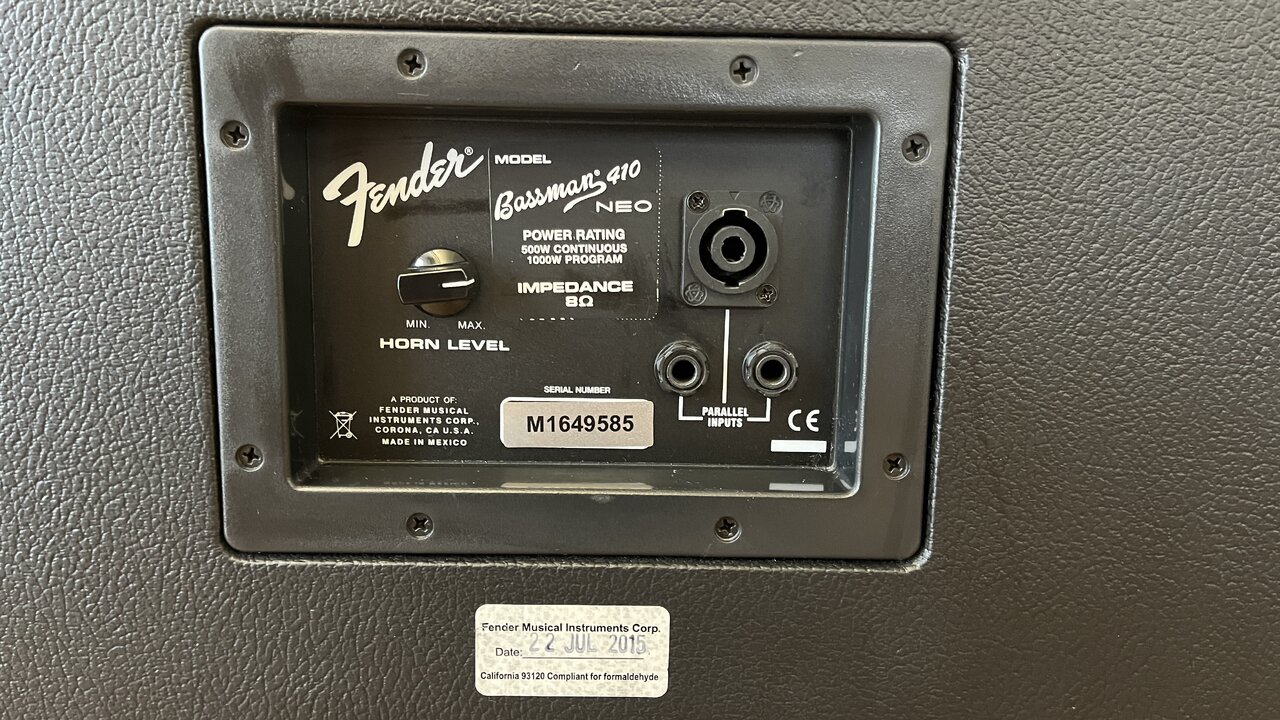 Fender®
MODEL
Bassman® 410
NEO
POWER RATING
500W CONTINUOUS
1000W PROGRAM
IMPEDANCE
8Ω
MIN. MAX.
HORN LEVEL
A PRODUCT OF:
FENDER MUSICAL
INSTRUMENTS CORP.,
CORONA, CA U.S.A.
MADE IN MEXICO
SERIAL NUMBER
M1649585
PARALLEL
INPUTS
CE
Fender Musical Instruments Corp.
Date: 22 JUL 2015
California 93120 Compliant for formaldehyde